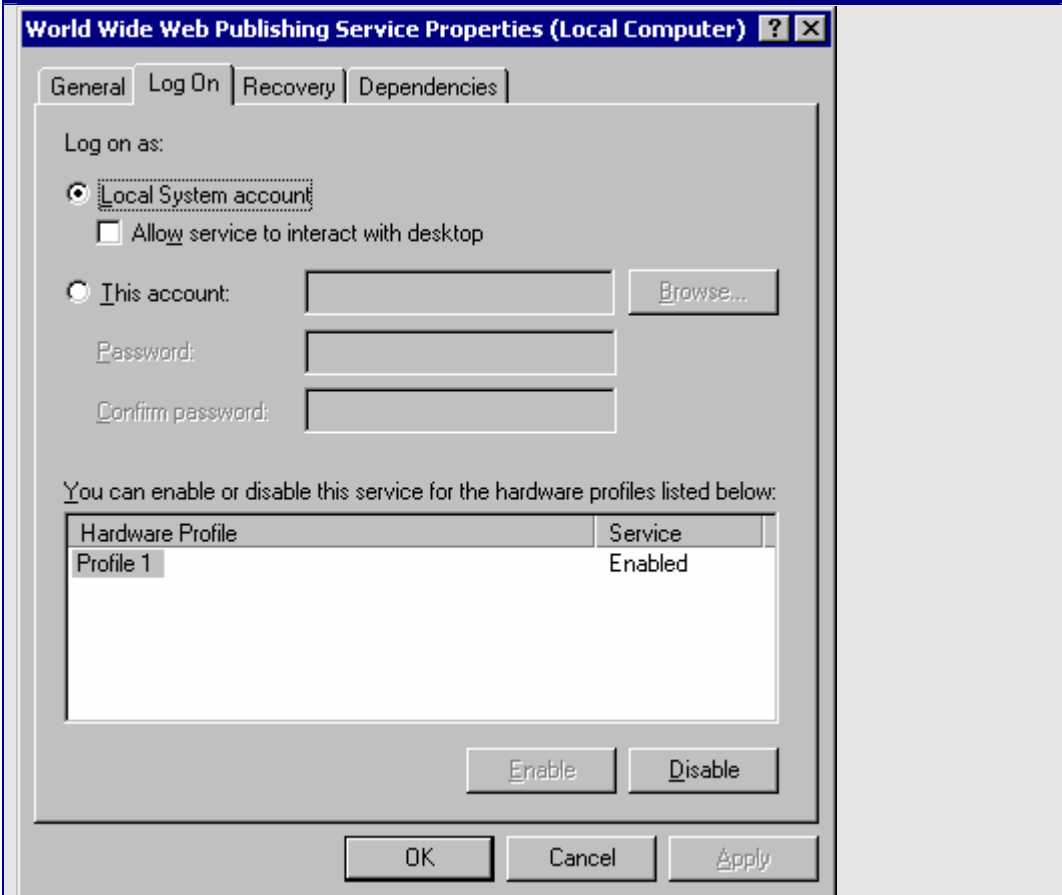 World Wide Web Publishing Service Properties (Local Computer)
General Log On Recovery Dependencies
Log on as:
Local System account
Allow service to interact with desktop
This account: Browse...
Password:
Confirm password:
You can enable or disable this service for the hardware profiles listed below:
Hardware Profile Service
Profile 1 Enabled
Enable Disable
OK Cancel Apply